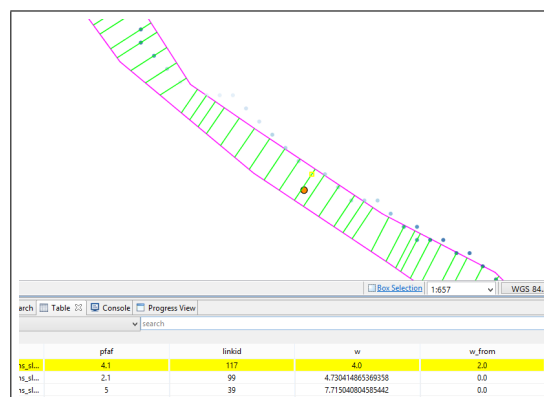 Box Selection 1:657 WGS 84.
arch Table Console Progress View
search
pfaf linkid w w_from
ns_sl... 4.1 117 4.0 2.0
ns_sl... 2.1 99 4.730414865369358 0.0
ns_sl... 5 39 7.715040804585442 0.0